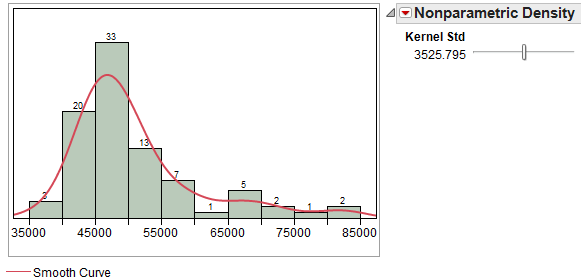 Nonparametric Density
Kernel Std
3525.795
33
20
13
7
5
3
1
2
1
2
35000 45000 55000 65000 75000 85000
Smooth Curve